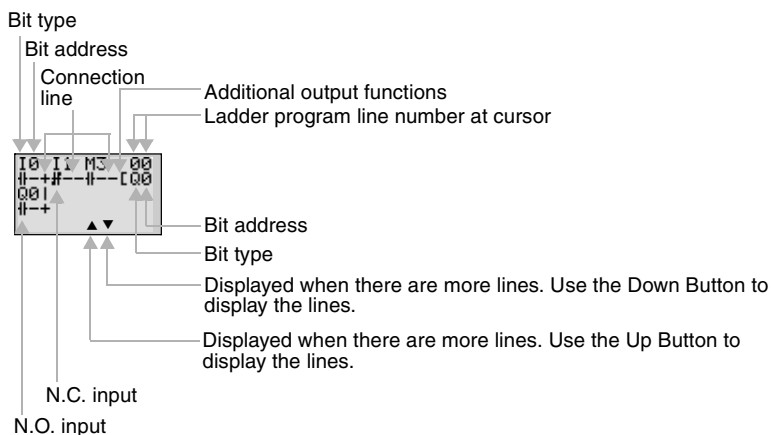 Bit type
Bit address
Connection
line
Additional output functions
Ladder program line number at cursor
I0 I1 M3 00
[Q0
Q0
Bit address
Bit type
Displayed when there are more lines. Use the Down Button to
display the lines.
Displayed when there are more lines. Use the Up Button to
display the lines.
N.C. input
N.O. input